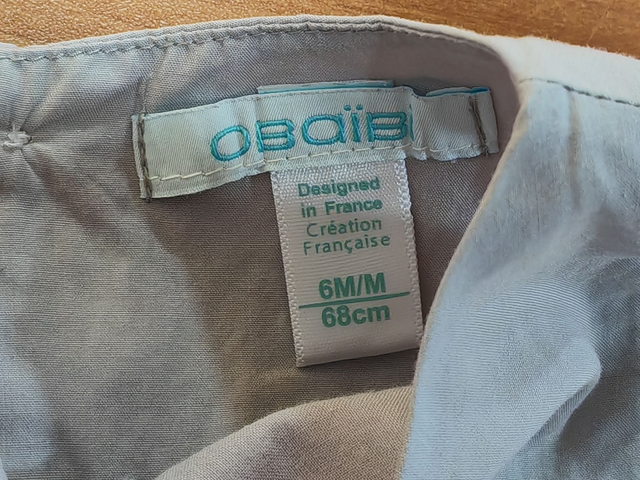 OBAÏBI
Designed
in France
Création
Française
6M/M
68cm